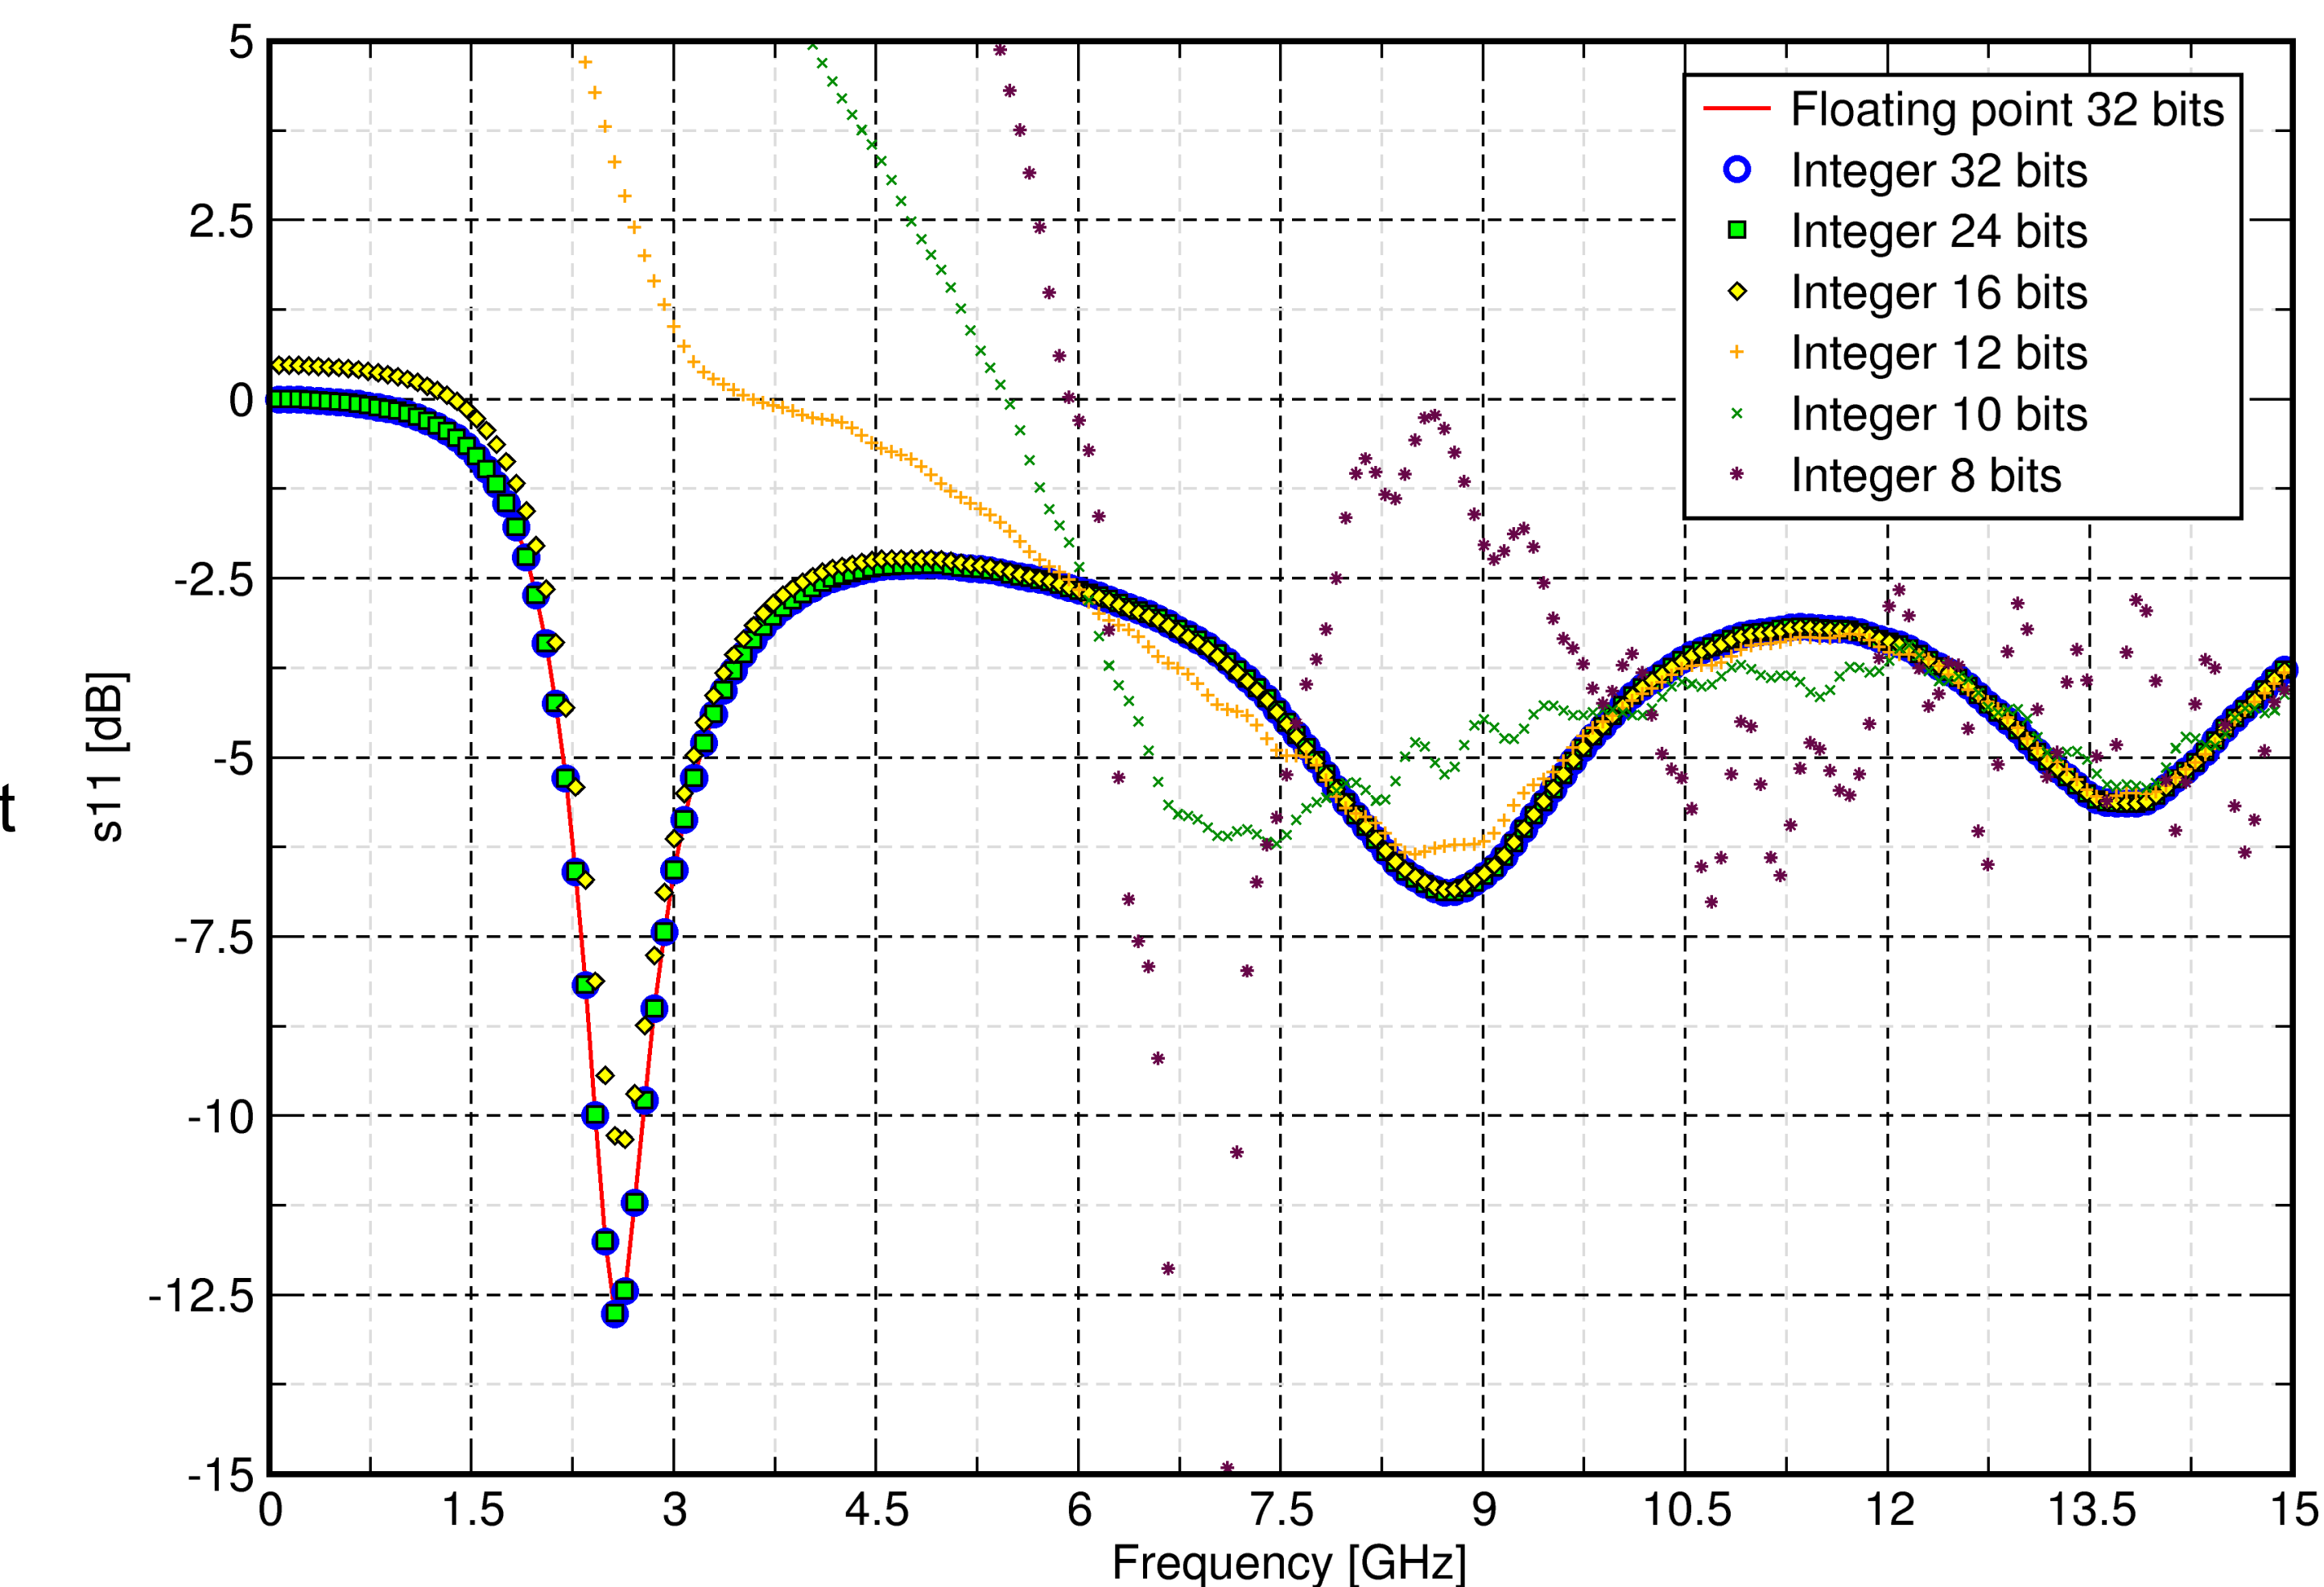 5
2.5
0
-2.5
-5
-7.5
-10
-12.5
-15
s11 [dB]
t
Floating point 32 bits
Integer 32 bits
Integer 24 bits
Integer 16 bits
Integer 12 bits
Integer 10 bits
Integer 8 bits
0 1.5 3 4.5 6 7.5 9 10.5 12 13.5 15
Frequency [GHz]